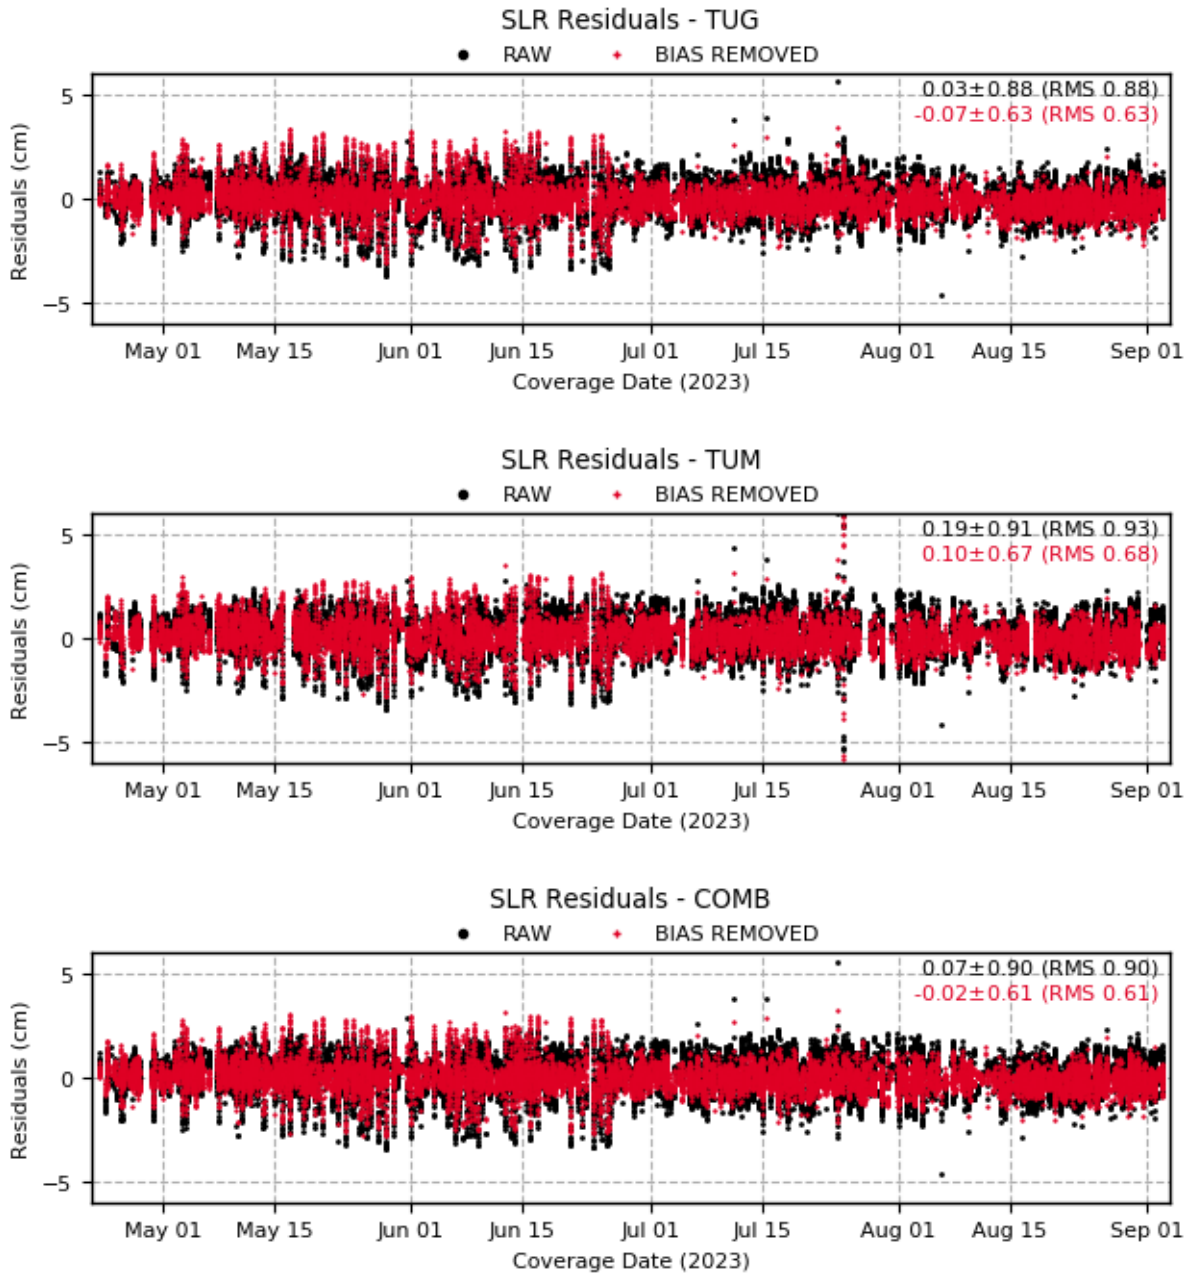 SLR Residuals - TUG
RAW BIAS REMOVED
0.03±0.88 (RMS 0.88)
-0.07±0.63 (RMS 0.63)
5
0
−5
Residuals (cm)
May 01 May 15 Jun 01 Jun 15 Jul 01 Jul 15 Aug 01 Aug 15 Sep 01
Coverage Date (2023)
SLR Residuals - TUM
RAW BIAS REMOVED
0.19±0.91 (RMS 0.93)
0.10±0.67 (RMS 0.68)
5
0
−5
Residuals (cm)
May 01 May 15 Jun 01 Jun 15 Jul 01 Jul 15 Aug 01 Aug 15 Sep 01
Coverage Date (2023)
SLR Residuals - COMB
RAW BIAS REMOVED
0.07±0.90 (RMS 0.90)
-0.02±0.61 (RMS 0.61)
5
0
−5
Residuals (cm)
May 01 May 15 Jun 01 Jun 15 Jul 01 Jul 15 Aug 01 Aug 15 Sep 01
Coverage Date (2023)